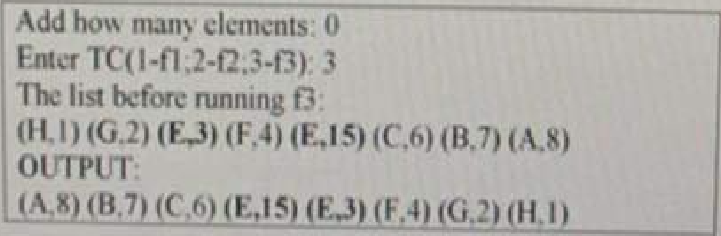 Add how many elements: 0
Enter TC(1-f1;2-f2;3-f3): 3
The list before running f3:
(H,1) (G,2) (E,3) (F,4) (E,15) (C,6) (B,7) (A,8)
OUTPUT:
(A,8) (B,7) (C,6) (E,15) (E,3) (F,4) (G,2) (H,1)